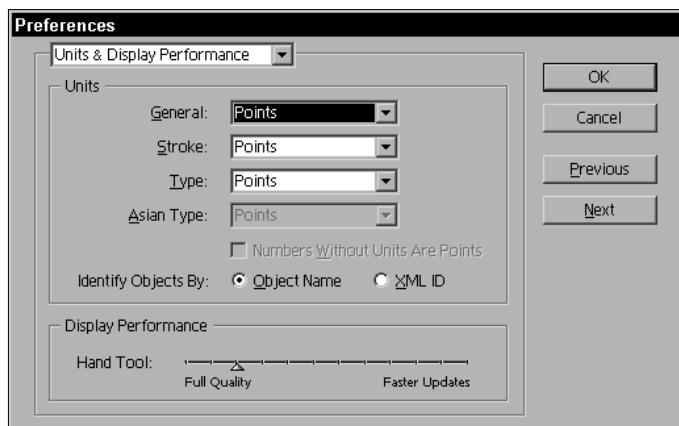 Preferences
Units & Display Performance
OK
Units
General: Points
Cancel
Stroke: Points
Type: Points
Previous
Asian Type: Points
Next
Numbers Without Units Are Points
Identify Objects By: Object Name XML ID
Display Performance
Hand Tool:
Full Quality Faster Updates